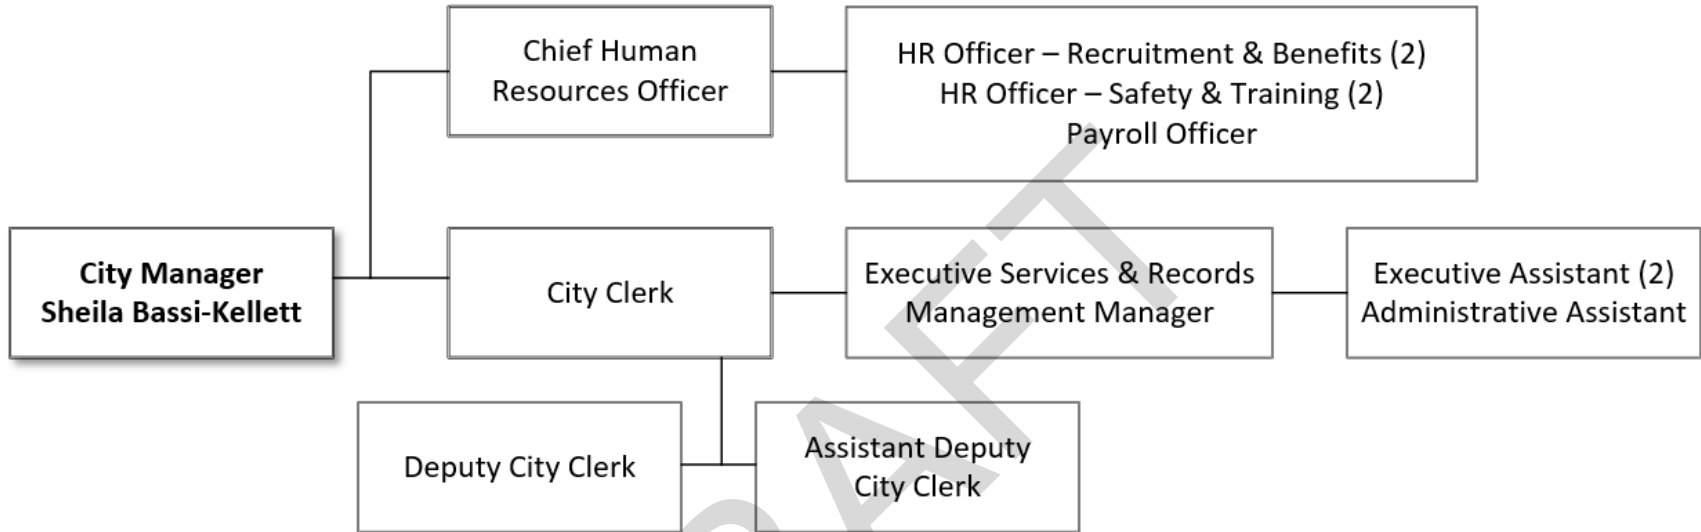 Chief Human
Resources Officer
HR Officer – Recruitment & Benefits (2)
HR Officer – Safety & Training (2)
Payroll Officer
City Manager
Sheila Bassi-Kellett
City Clerk
Executive Services & Records
Management Manager
Executive Assistant (2)
Administrative Assistant
Deputy City Clerk
Assistant Deputy
City Clerk
DRAFT